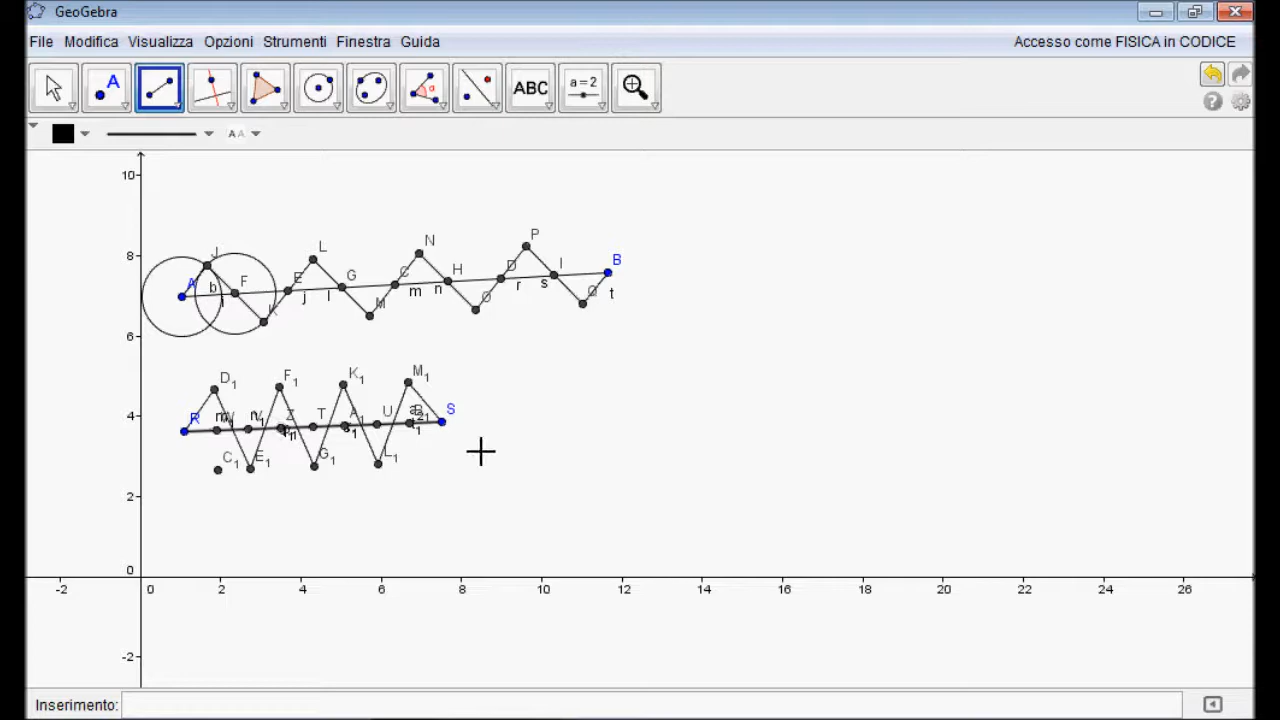 GeoGebra
File Modifica Visualizza Opzioni Strumenti Finestra Guida Accesso come FISICA in CODICE
A α ABC a=2
AA
10
P
N
L
J B
8 E G C H D I
A b F
j l m n r s t
K M O Q
6
D₁ F₁ K₁ M₁
4 R Z T A₁ U S
C₁ E₁ G₁ L₁
2
0
-2 0 2 4 6 8 10 12 14 16 18 20 22 24 26
-2
Inserimento: